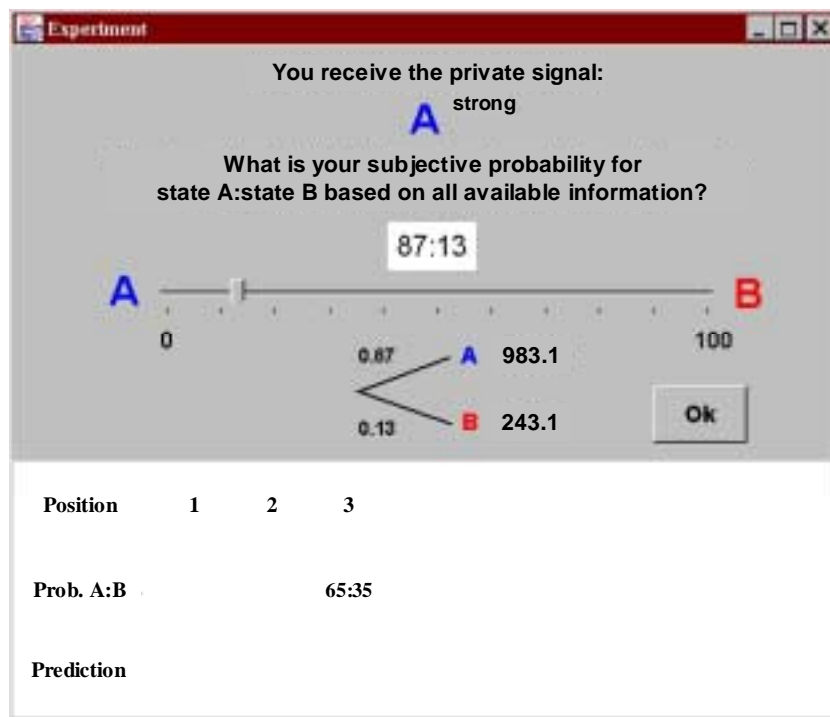 Experiment
You receive the private signal:
A strong
What is your subjective probability for
state A:state B based on all available information?
87:13
A B
0 100
0.87 A 983.1
0.13 B 243.1
Ok
Position 1 2 3
Prob. A:B 65:35
Prediction